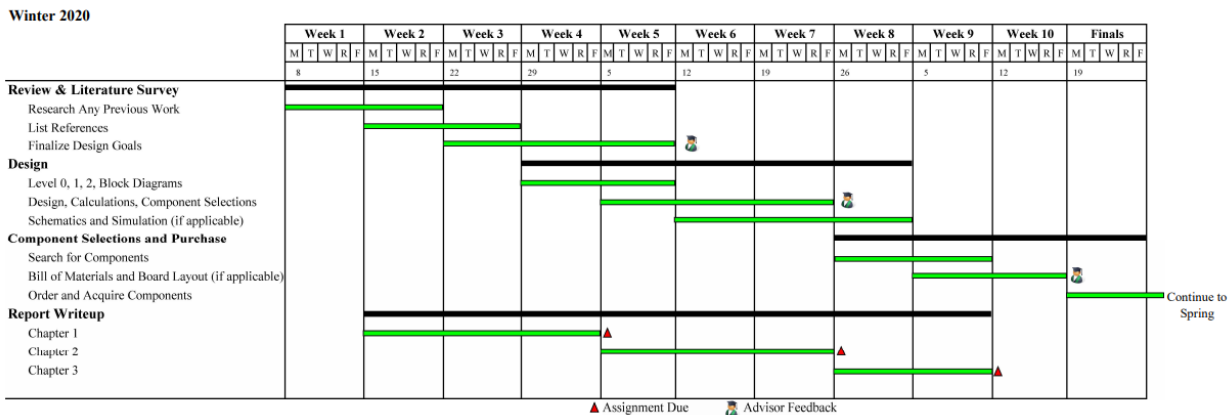 Winter 2020
Week 1 Week 2 Week 3 Week 4 Week 5 Week 6 Week 7 Week 8 Week 9 Week 10 Finals
M T W R F M T W R F M T W R F M T W R F M T W R F M T W R F M T W R F M T W R F M T W R F M T W R F M T W R F
8 15 22 29 5 12 19 26 5 12 19
Review & Literature Survey
Research Any Previous Work
List References
Finalize Design Goals
Design
Level 0, 1, 2, Block Diagrams
Design, Calculations, Component Selections
Schematics and Simulation (if applicable)
Component Selections and Purchase
Search for Components
Bill of Materials and Board Layout (if applicable)
Order and Acquire Components
Continue to
Spring
Report Writeup
Chapter 1
Chapter 2
Chapter 3
Assignment Due Advisor Feedback